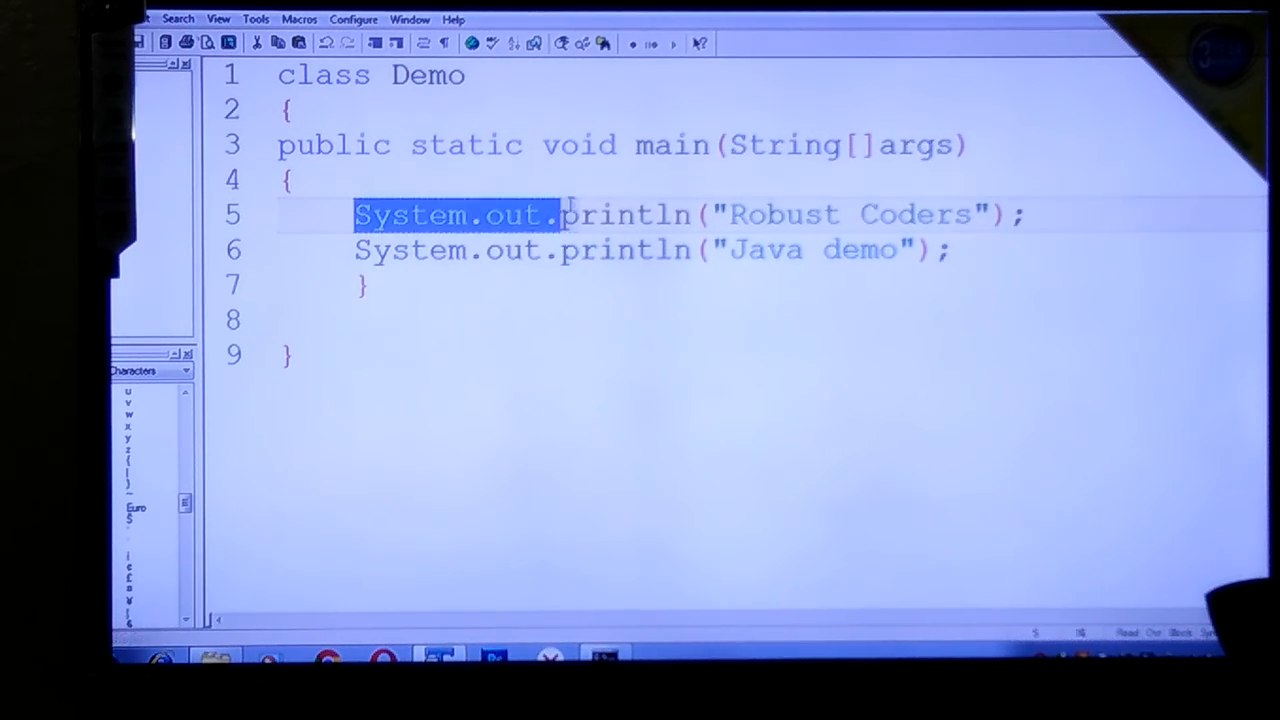 Search View Tools Macros Configure Window Help
1 class Demo
2 {
3 public static void main(String[]args)
4 {
5 System.out.println("Robust Coders");
6 System.out.println("Java demo");
7 }
8
9 }
Characters
u
v
w
x
y
z
{
|
}
~
Euro
5 16 Read Ovr Block